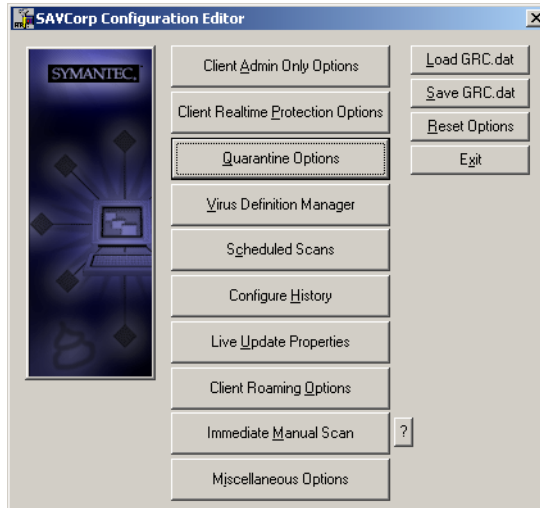 SAVCorp Configuration Editor
SYMANTEC.
Client Admin Only Options
Client Realtime Protection Options
Quarantine Options
Virus Definition Manager
Scheduled Scans
Configure History
Live Update Properties
Client Roaming Options
Immediate Manual Scan
?
Miscellaneous Options
Load GRC.dat
Save GRC.dat
Reset Options
Exit